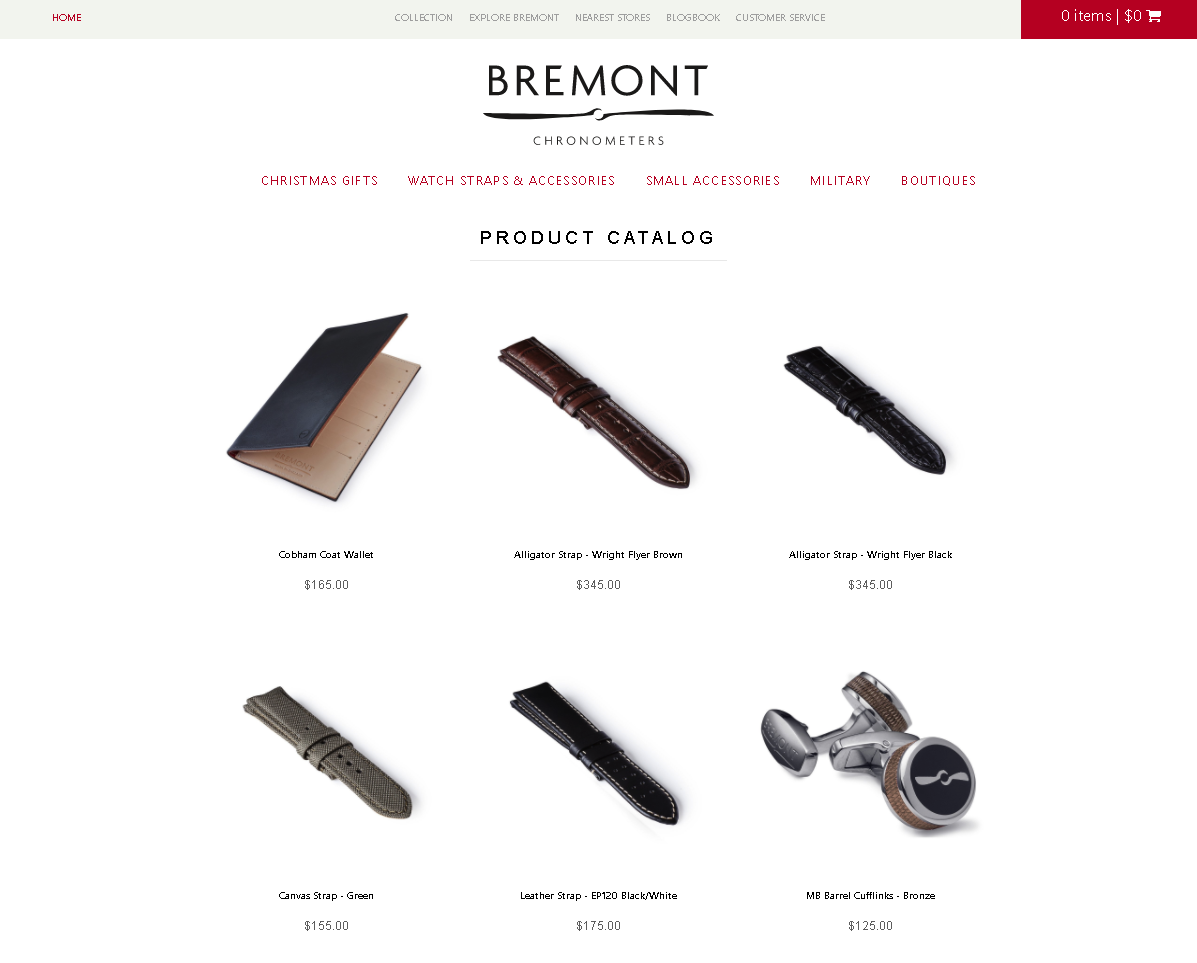 HOME
COLLECTION EXPLORE BREMONT NEAREST STORES BLOGBOOK CUSTOMER SERVICE
0 items | $0
BREMONT
CHRONOMETERS
CHRISTMAS GIFTS WATCH STRAPS & ACCESSORIES SMALL ACCESSORIES MILITARY BOUTIQUES
PRODUCT CATALOG
BREMONT
Cobham Coat Wallet Alligator Strap - Wright Flyer Brown Alligator Strap - Wright Flyer Black
$165.00 $345.00 $345.00
Canvas Strap - Green Leather Strap - EP120 Black/White MB Barrel Cufflinks - Bronze
$155.00 $175.00 $125.00